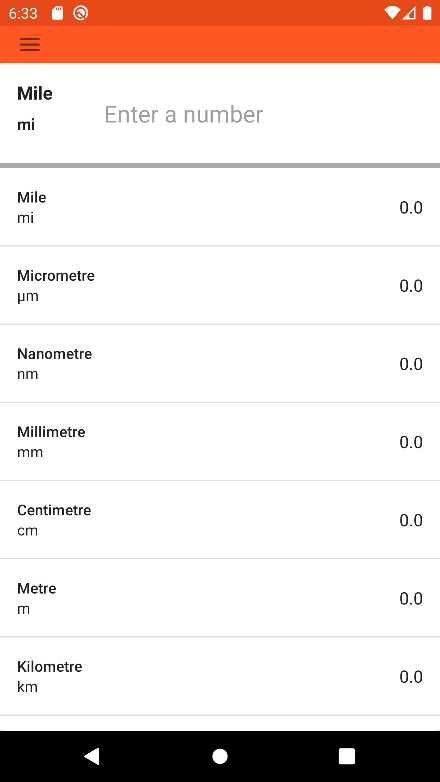 6:33
Mile
mi
Enter a number
Mile
mi
0.0
Micrometre
µm
0.0
Nanometre
nm
0.0
Millimetre
mm
0.0
Centimetre
cm
0.0
Metre
m
0.0
Kilometre
km
0.0